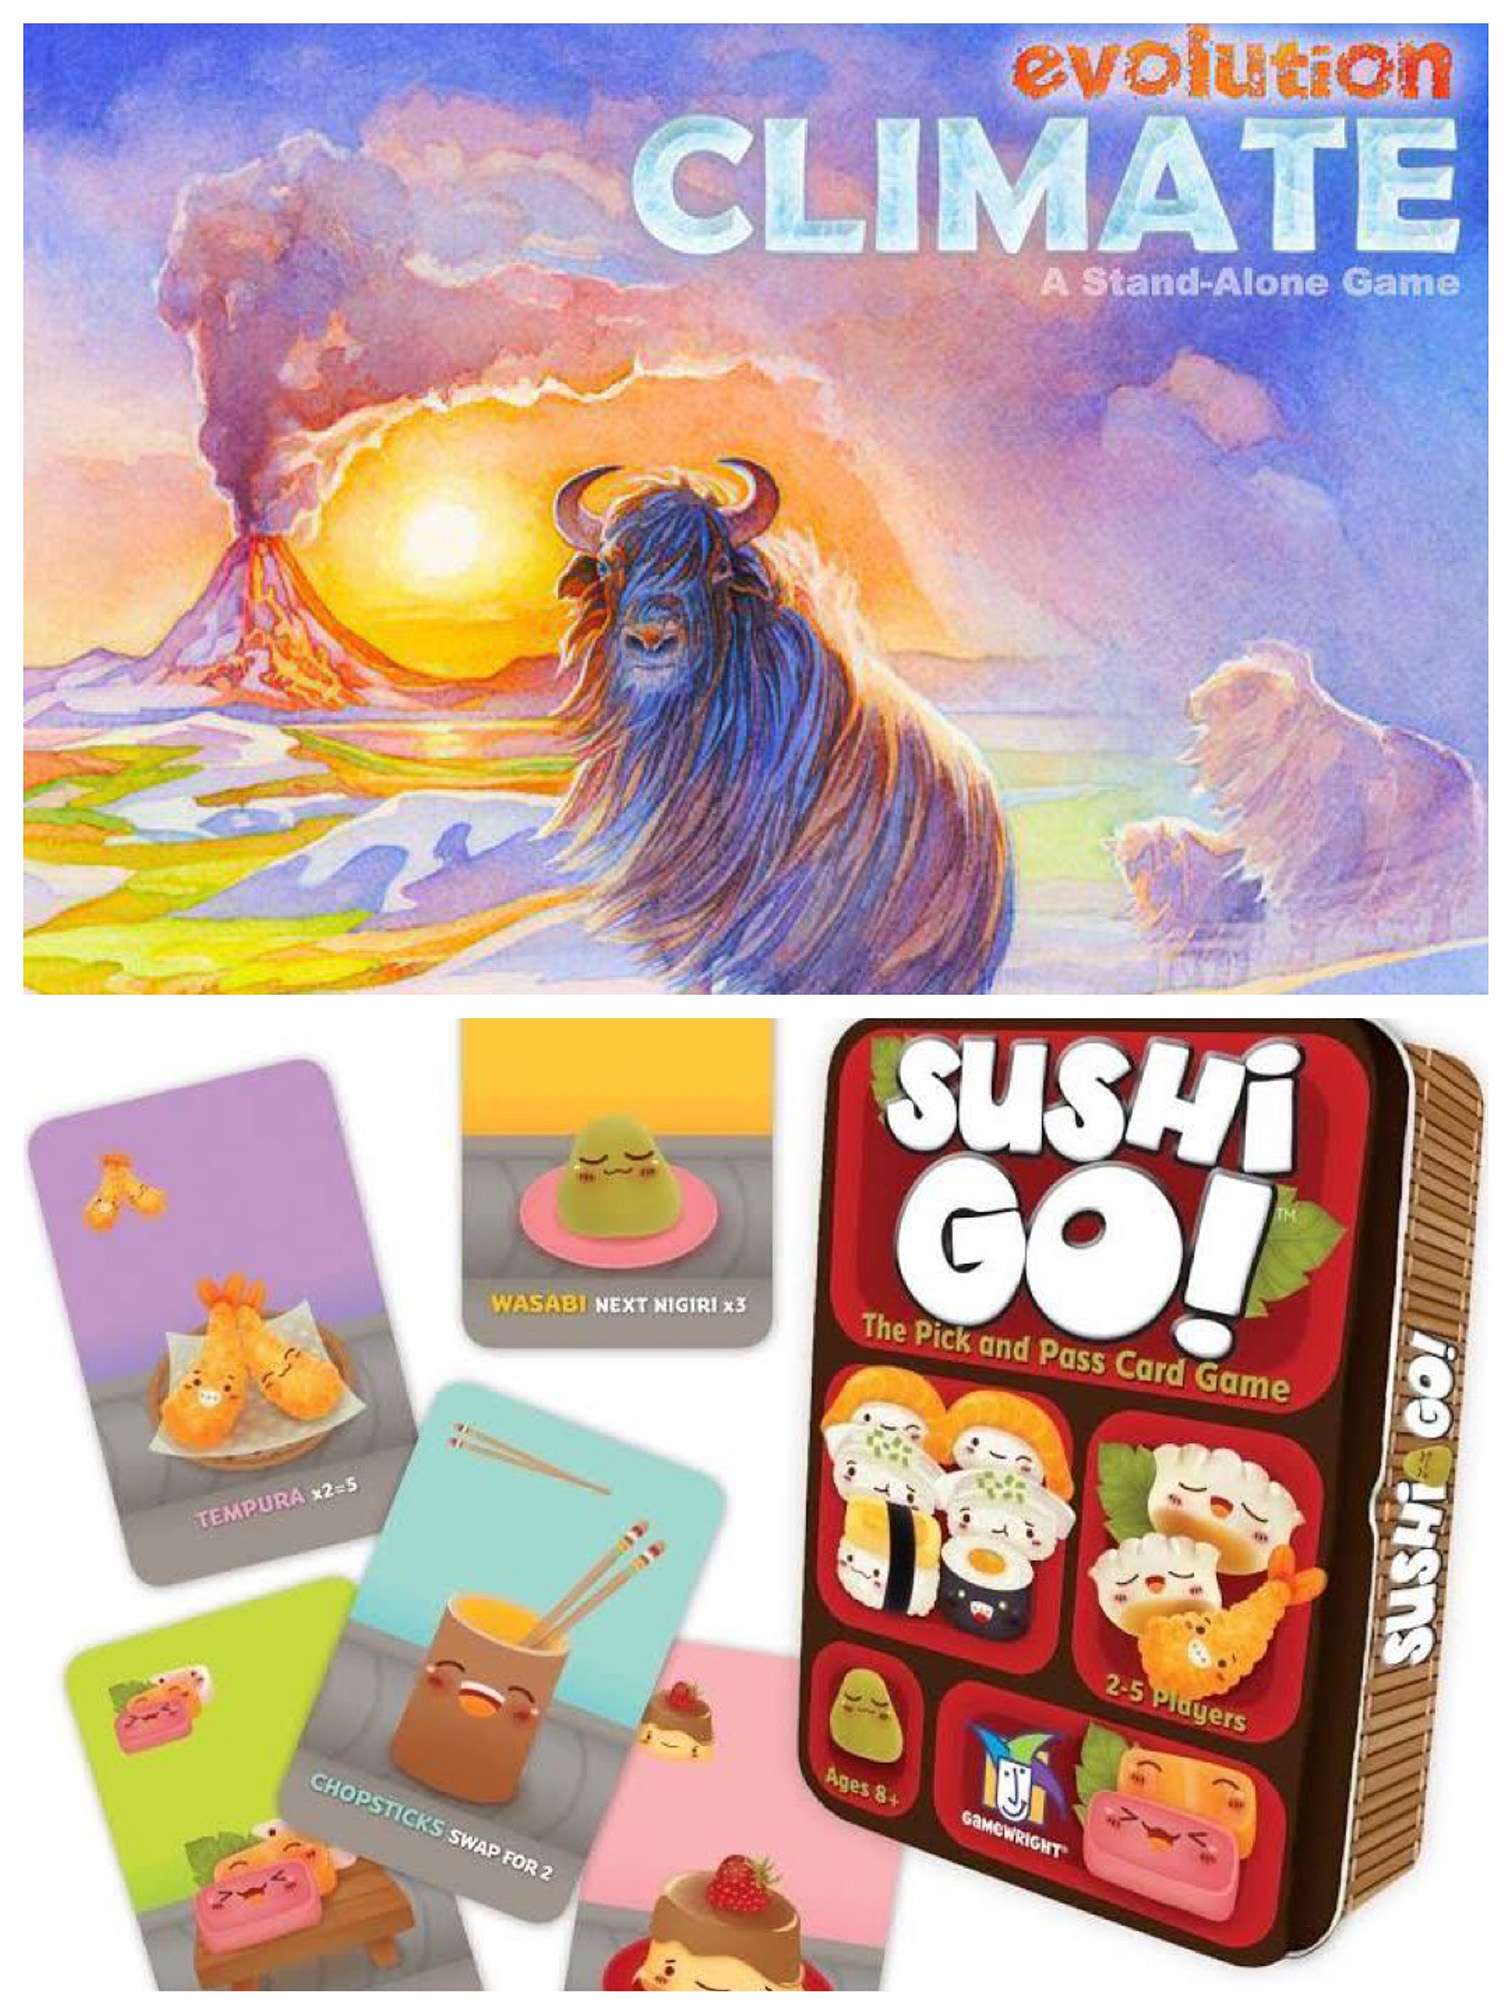 evolution
CLIMATE
A Stand-Alone Game
WASABI NEXT NIGIRI x3
TEMPURA x2=5
CHOPSTICKS SWAP FOR 2
SUSHi
GO!™
The Pick and Pass Card Game
2-5 Players
Ages 8+
GAMEWRIGHT®
SUSHi GO!